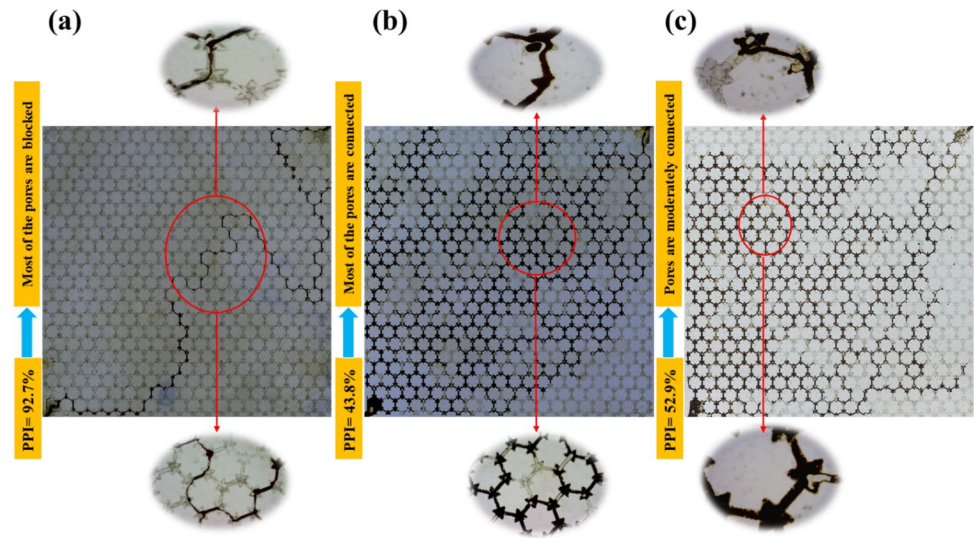 (a)
(b)
(c)
Most of the pores are blocked
PPI= 92.7%
Most of the pores are connected
PPI= 43.8%
Pores are moderately connected
PPI= 52.9%